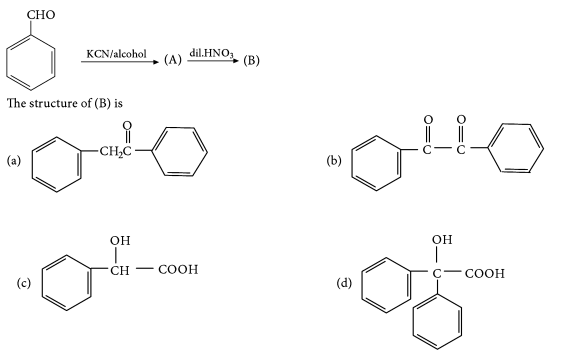 CHO
KCN/alcohol (A) dil.HNO₃ (B)
The structure of (B) is
(a) CH₂C O
(b) O O C C
(c) OH CH COOH
(d) OH C COOH